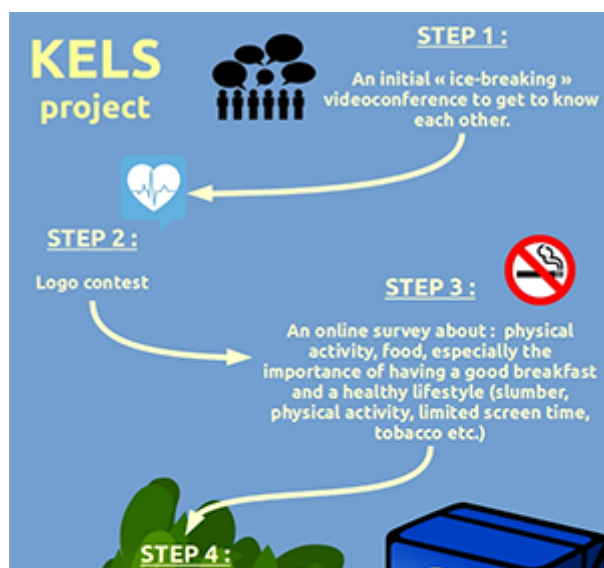 KELS
project
STEP 1 :
An initial « ice-breaking »
videoconference to get to know
each other.
STEP 2 :
Logo contest
STEP 3 :
An online survey about : physical
activity, food, especially the
importance of having a good breakfast
and a healthy lifestyle (slumber,
physical activity, limited screen time,
tobacco etc.)
STEP 4 :